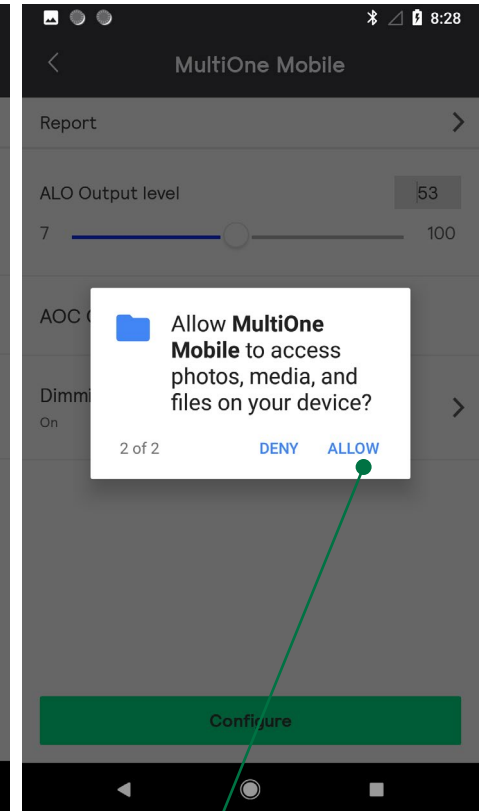 8:28
MultiOne Mobile
Report
ALO Output level
53
7
100
AOC
Allow MultiOne
Mobile to access
photos, media, and
files on your device?
Dimmi
On
2 of 2 DENY ALLOW
Configure